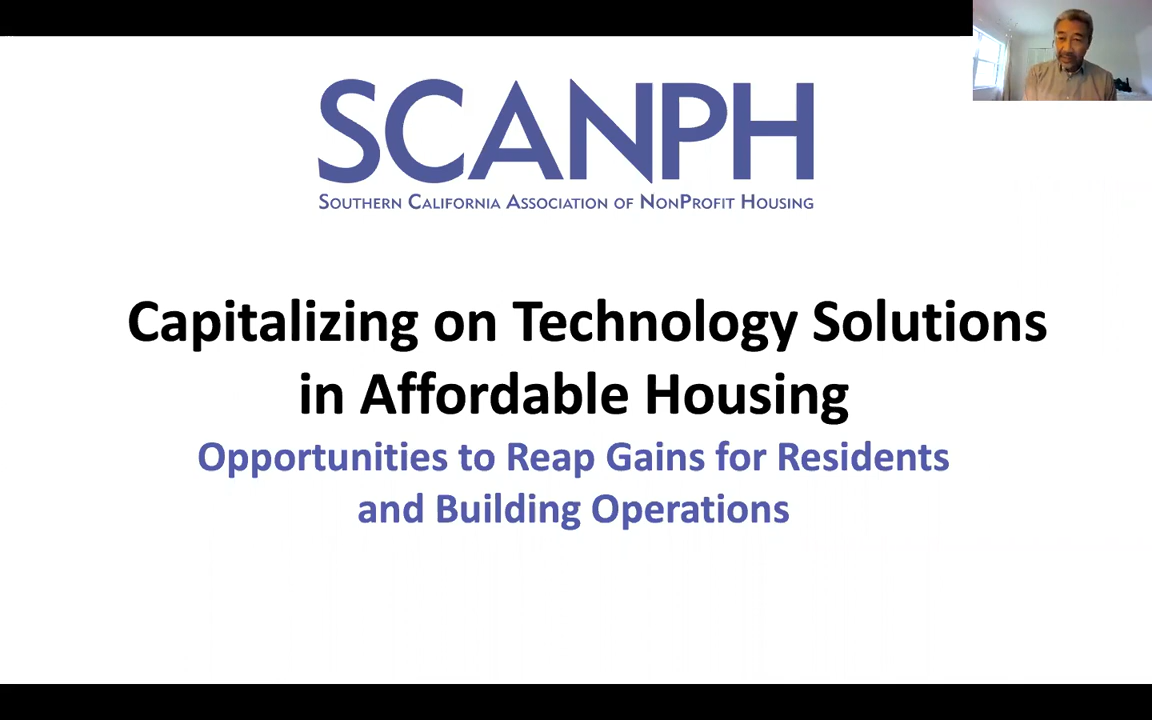 SCANPH
Southern California Association of NonProfit Housing
Capitalizing on Technology Solutions
in Affordable Housing
Opportunities to Reap Gains for Residents
and Building Operations